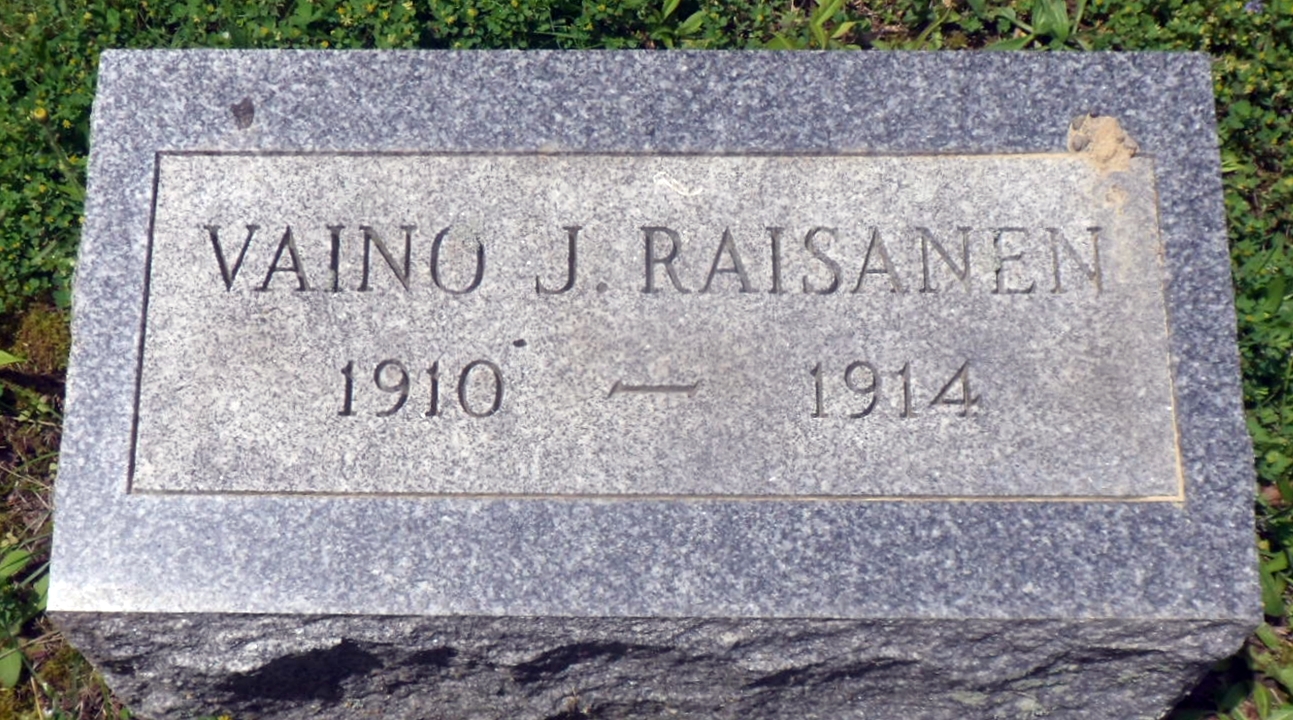 VAINO J. RAISANEN
1910 — 1914